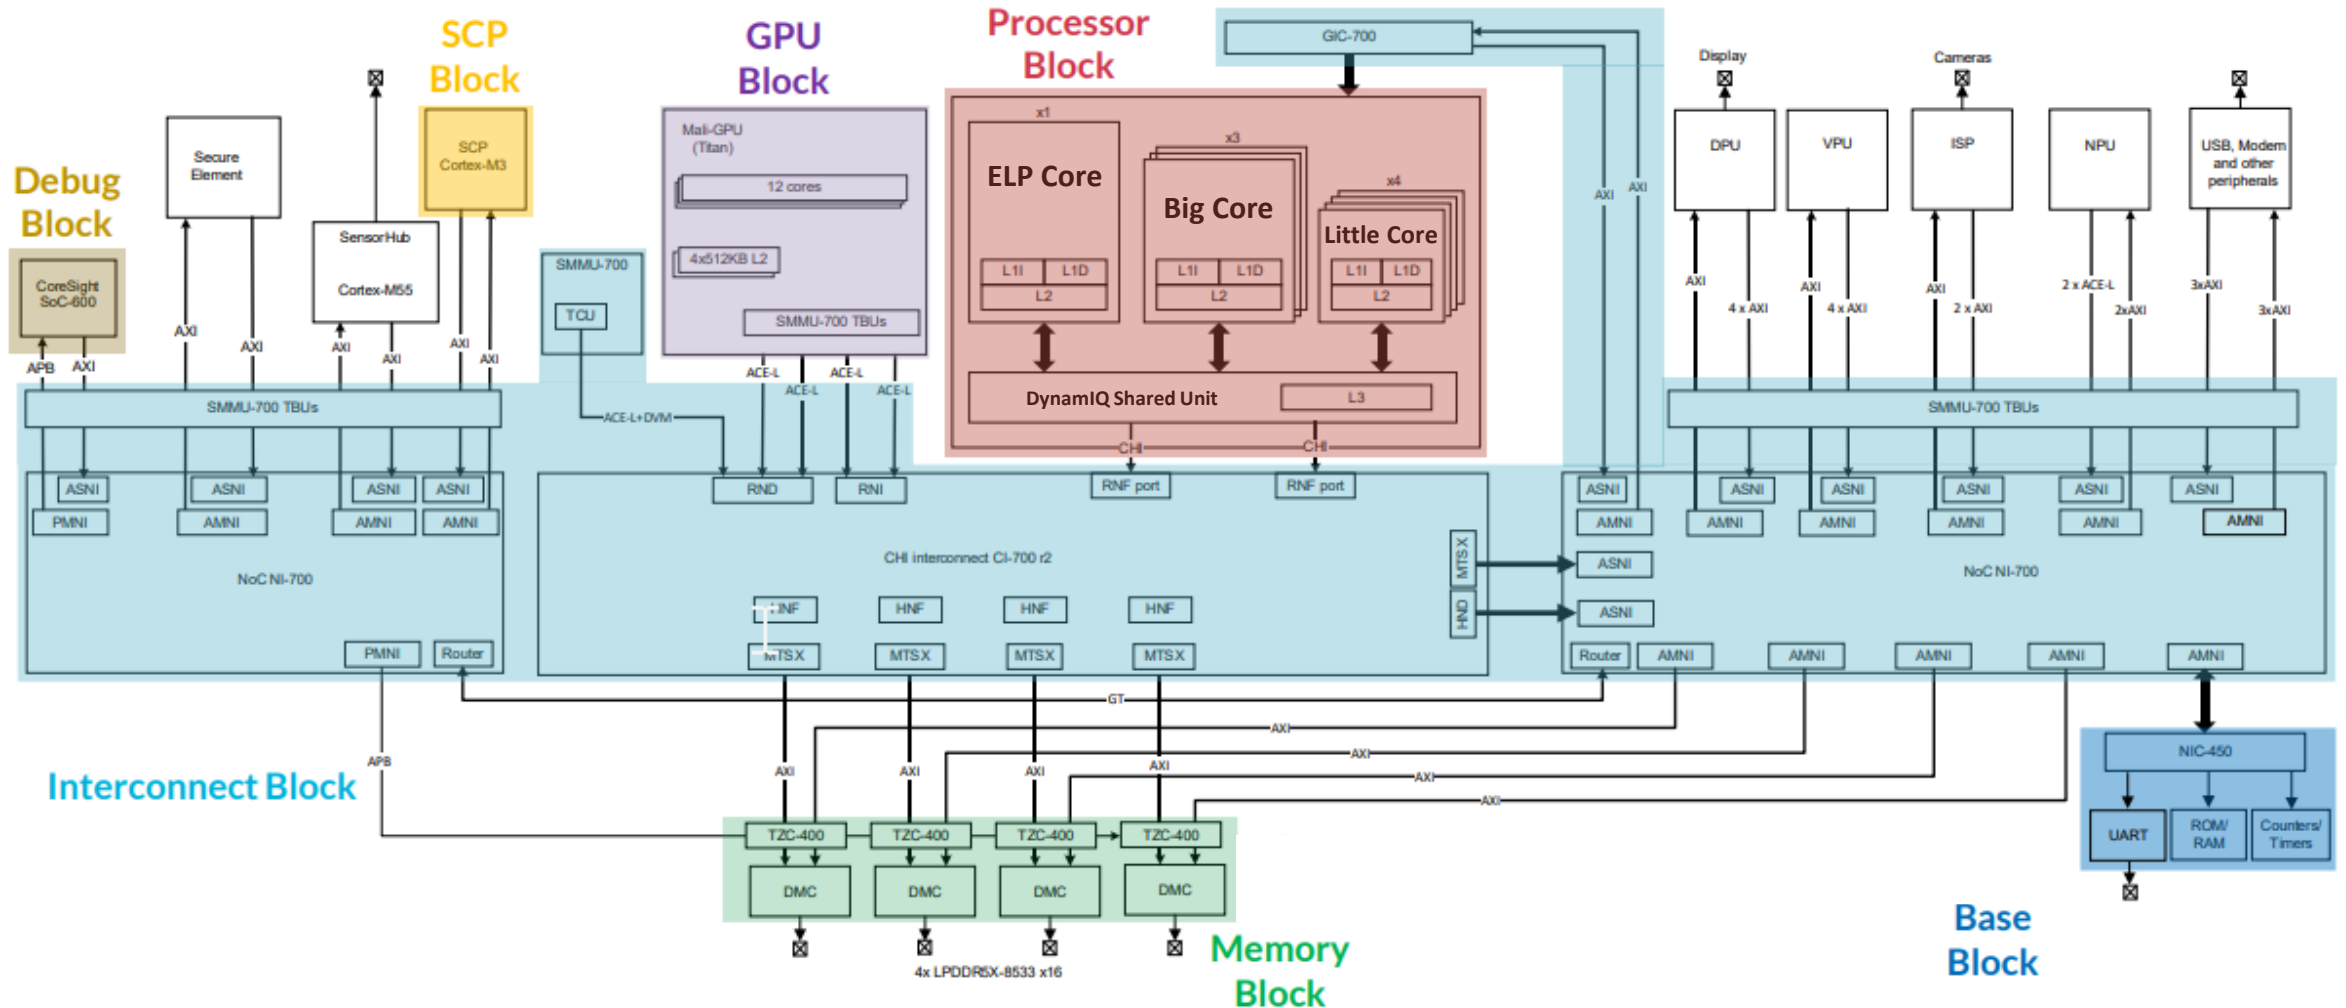 SCP
Block
GPU
Block
Processor
Block
GIC-700
Display
Cameras
Debug
Block
Secure
Element
SCP
Cortex-M3
Mali-GPU
(Titan)
12 cores
4x512KB L2
SMMU-700 TBUs
x1
ELP Core
L1I
L1D
L2
x3
Big Core
L1I
L1D
L2
x4
Little Core
L1I
L1D
L2
DynamIQ Shared Unit
L3
AXI
AXI
DPU
VPU
ISP
NPU
USB, Modem
and other
peripherals
SensorHub
Cortex-M55
CoreSight
SoC-600
SMMU-700
TCU
APB
AXI
AXI
AXI
AXI
AXI
AXI
AXI
ACE-L
ACE-L
ACE-L
ACE-L
ACE-L+DVM
CHI
CHI
AXI
4 x AXI
AXI
4 x AXI
AXI
2 x AXI
2 x ACE-L
2xAXI
3xAXI
3xAXI
SMMU-700 TBUs
SMMU-700 TBUs
ASNI
ASNI
ASNI
ASNI
PMNI
AMNI
AMNI
AMNI
NoC NI-700
PMNI
Router
RND
RNI
RNF port
RNF port
CHI interconnect CI-700 r2
HNF
HNF
HNF
HNF
MTSX
MTSX
MTSX
MTSX
MTSX
HND
ASNI
ASNI
ASNI
ASNI
ASNI
ASNI
AMNI
AMNI
AMNI
AMNI
AMNI
AMNI
ASNI
ASNI
NoC NI-700
Router
AMNI
AMNI
AMNI
AMNI
AMNI
GT
AXI
AXI
AXI
AXI
APB
AXI
AXI
AXI
AXI
Interconnect Block
TZC-400
TZC-400
TZC-400
TZC-400
DMC
DMC
DMC
DMC
4x LPDDR5X-8533 x16
Memory
Block
NIC-450
UART
ROM/
RAM
Counters/
Timers
Base
Block